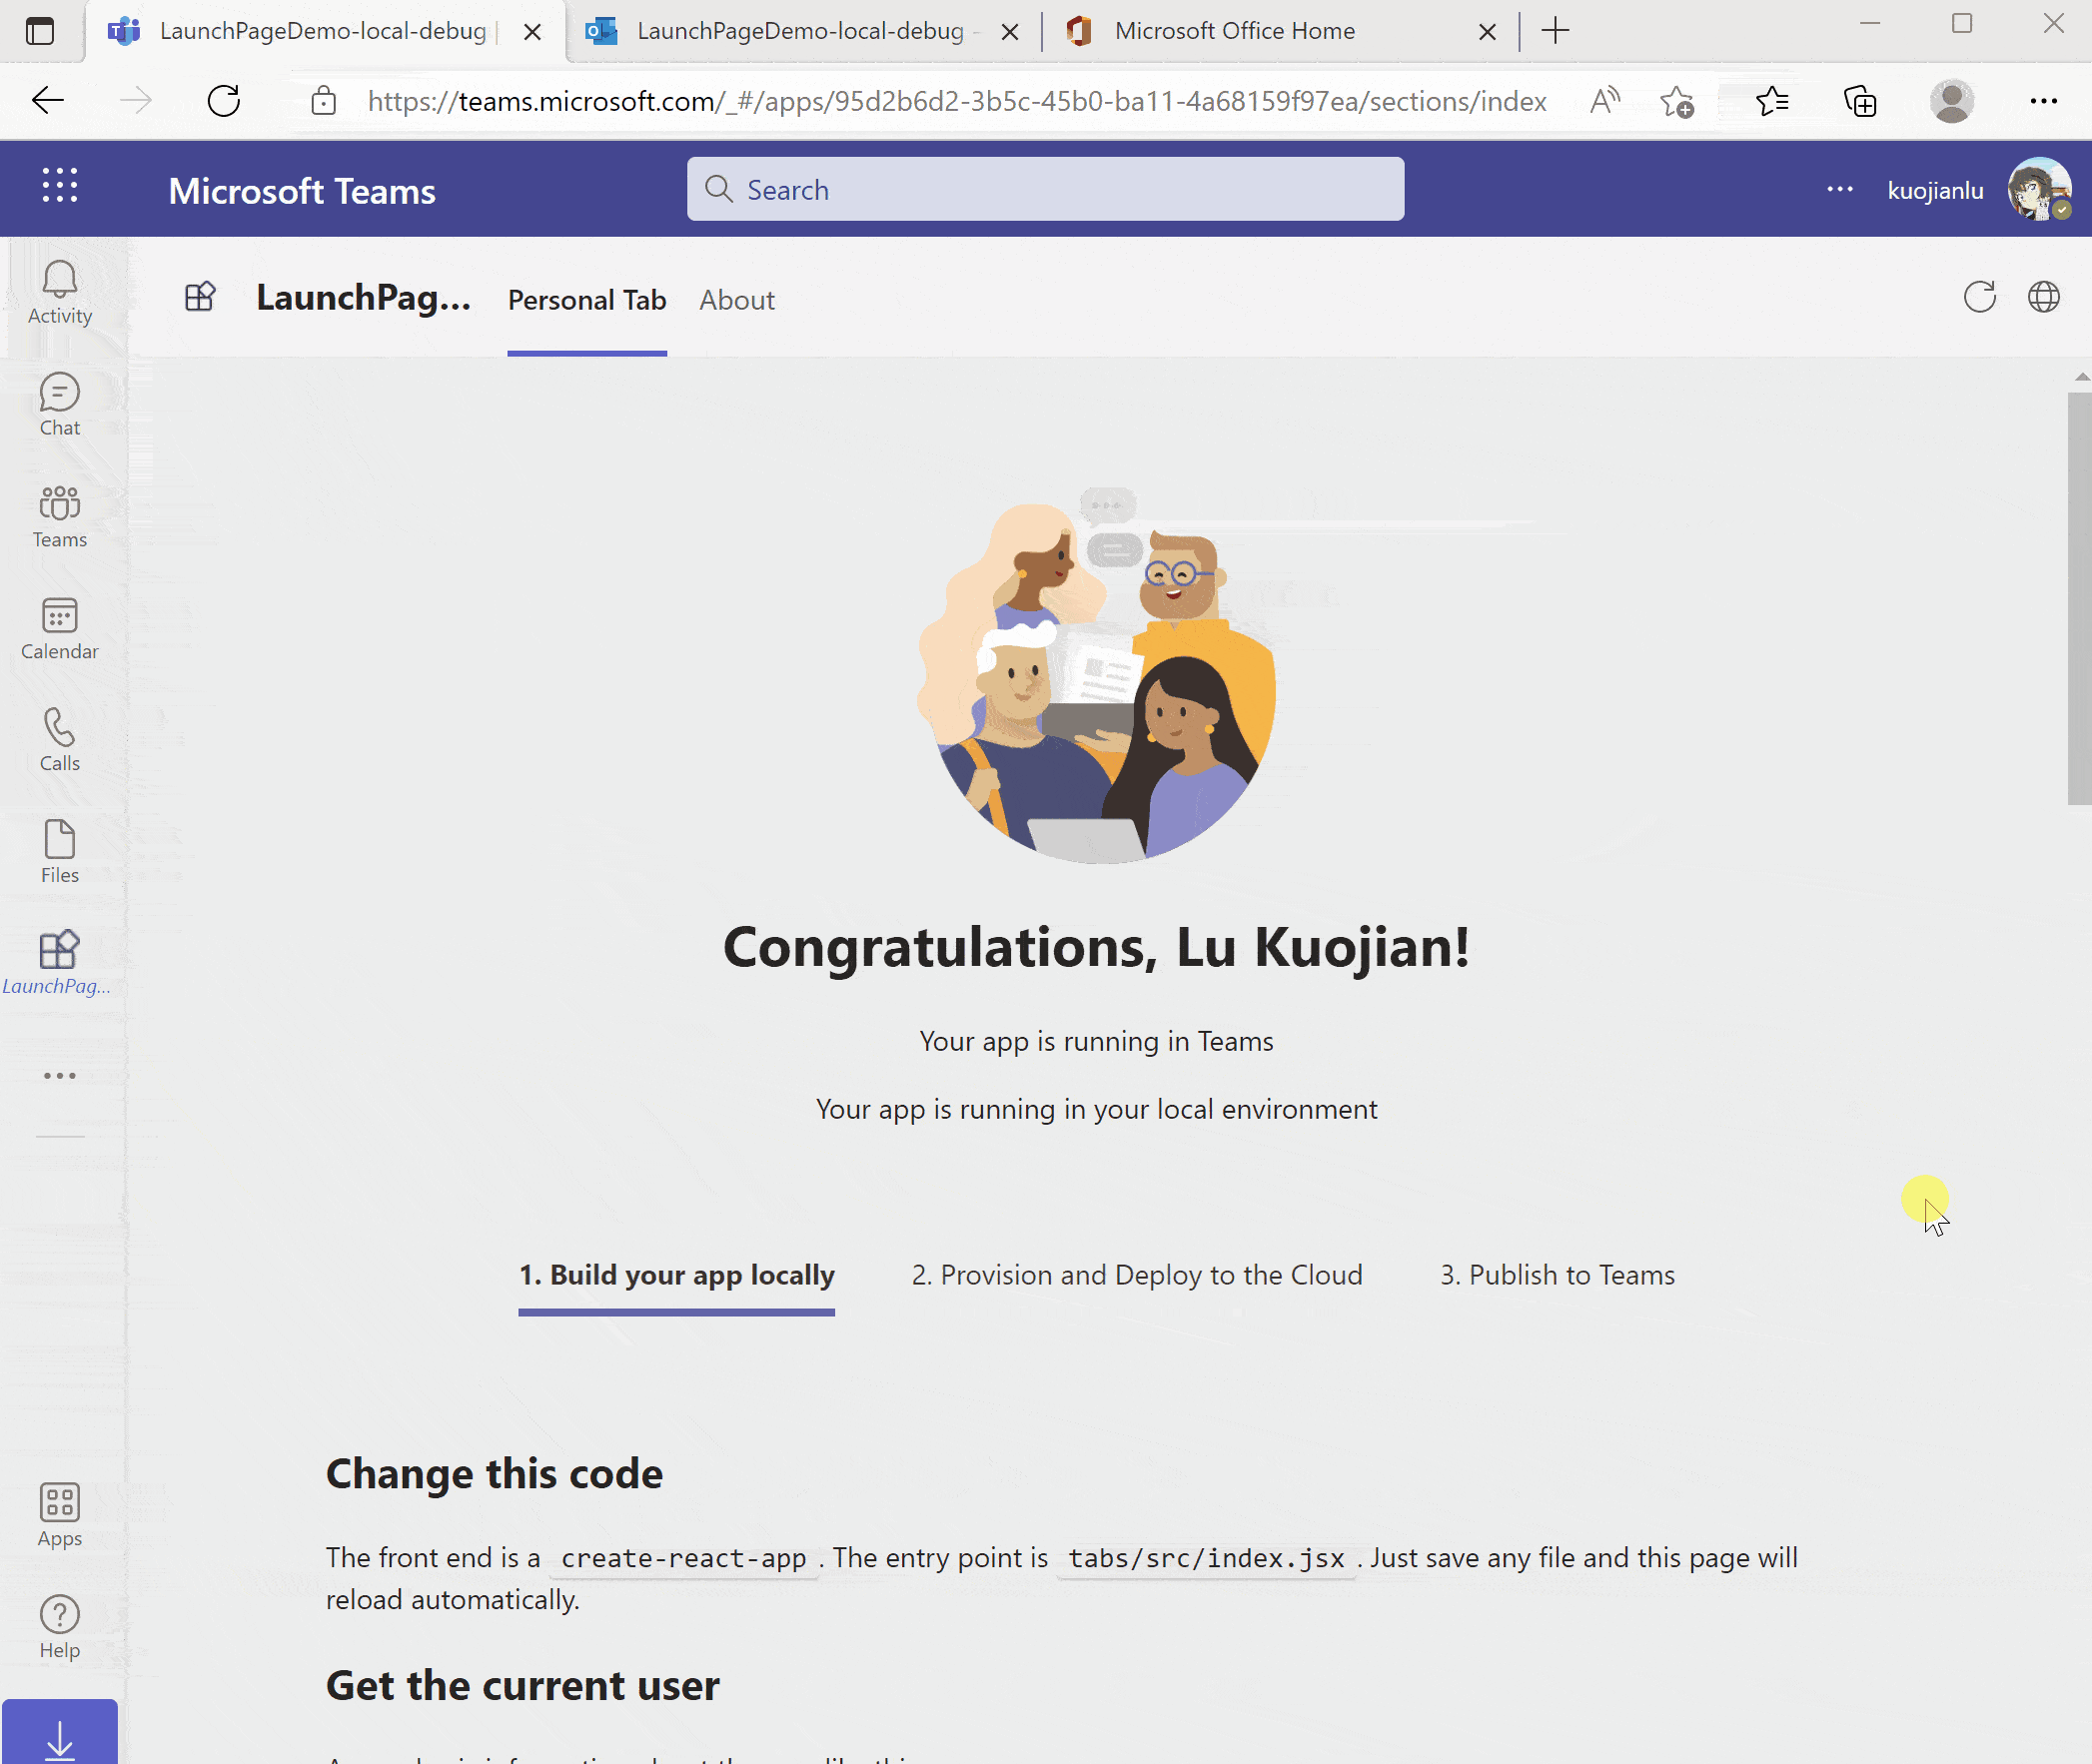 LaunchPageDemo-local-debug |
LaunchPageDemo-local-debug -
Microsoft Office Home
https://teams.microsoft.com/_#/apps/95d2b6d2-3b5c-45b0-ba11-4a68159f97ea/sections/index
Microsoft Teams
Search
kuojianlu
LaunchPag...
Personal Tab
About
Activity
Chat
Teams
Calendar
Calls
Files
LaunchPag...
Congratulations, Lu Kuojian!
Your app is running in Teams
Your app is running in your local environment
1. Build your app locally
2. Provision and Deploy to the Cloud
3. Publish to Teams
Change this code
The front end is a create-react-app . The entry point is tabs/src/index.jsx . Just save any file and this page will
reload automatically.
Get the current user
Apps
Help